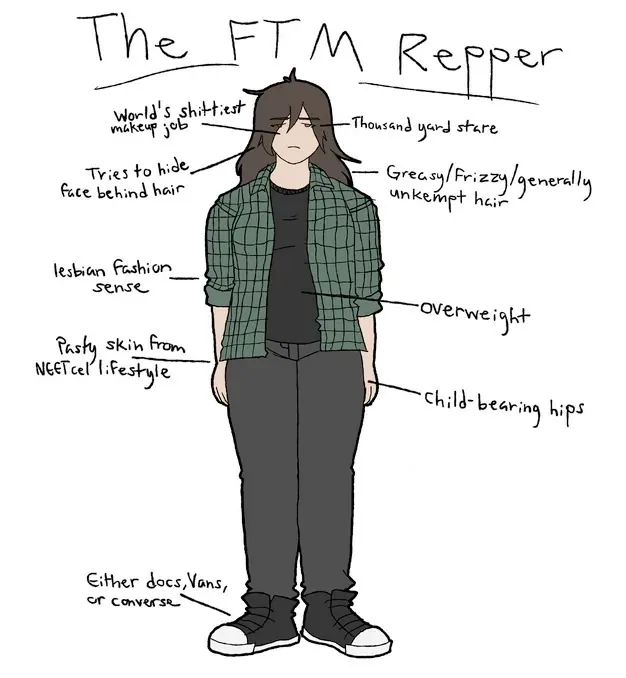 The FTM Repper
World's shittiest
makeup job
Thousand yard stare
Tries to hide
face behind hair
Greasy/Frizzy/generally
unkempt hair
lesbian fashion
sense
overweight
Pasty skin from
NEETcel lifestyle
child-bearing hips
Either docs, Vans,
or converse